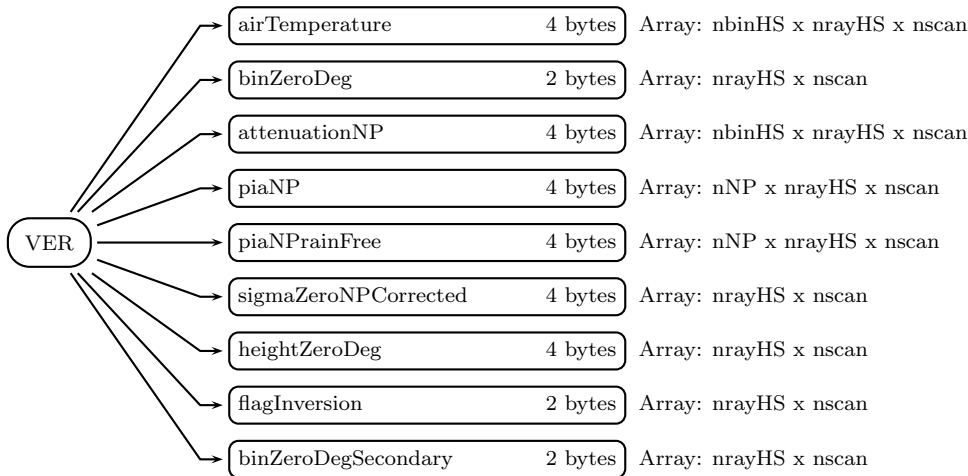 airTemperature 4 bytes Array: nbinHS x nrayHS x nscan
binZeroDeg 2 bytes Array: nrayHS x nscan
attenuationNP 4 bytes Array: nbinHS x nrayHS x nscan
piaNP 4 bytes Array: nNP x nrayHS x nscan
VER
piaNPrainFree 4 bytes Array: nNP x nrayHS x nscan
sigmaZeroNPCorrected 4 bytes Array: nrayHS x nscan
heightZeroDeg 4 bytes Array: nrayHS x nscan
flagInversion 2 bytes Array: nrayHS x nscan
binZeroDegSecondary 2 bytes Array: nrayHS x nscan